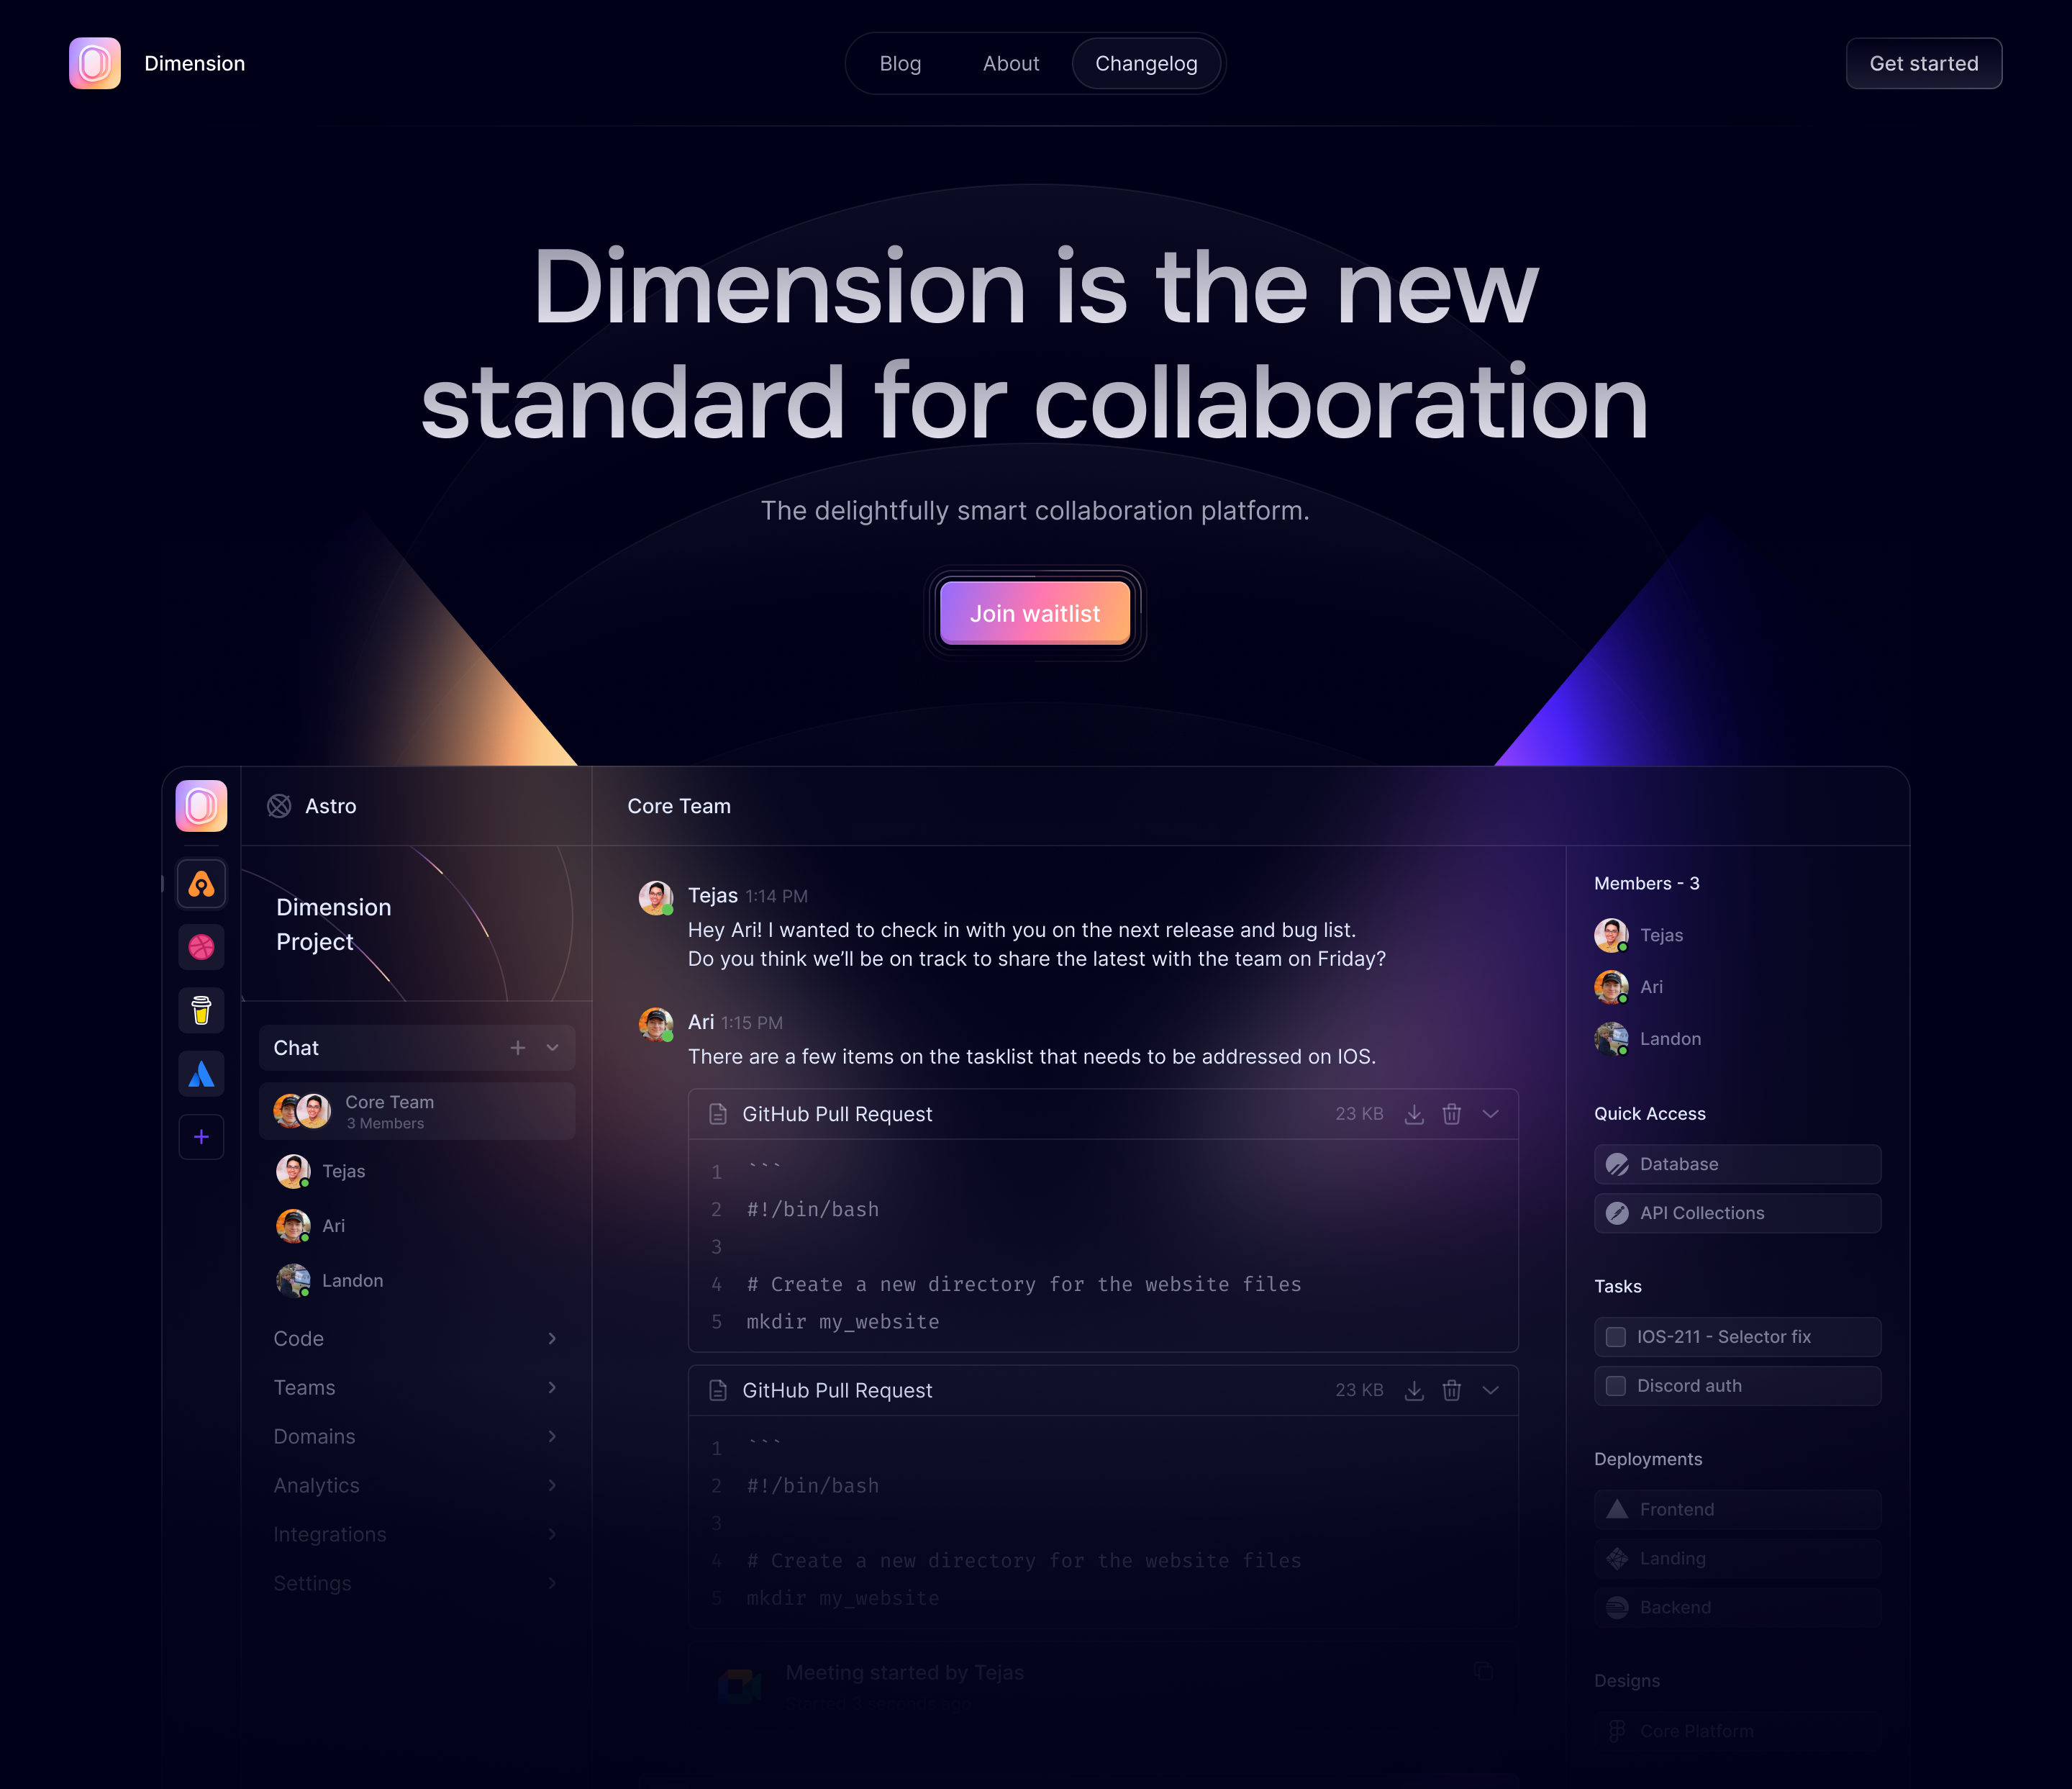 Dimension
Blog
About
Changelog
Get started
Dimension is the new
standard for collaboration
The delightfully smart collaboration platform.
Join waitlist
Astro
Dimension
Project
Chat
Core Team
3 Members
Tejas
Ari
Landon
Code
Teams
Domains
Analytics
Integrations
Settings
Core Team
Tejas 1:14 PM
Hey Ari! I wanted to check in with you on the next release and bug list.
Do you think we’ll be on track to share the latest with the team on Friday?
Ari 1:15 PM
There are a few items on the tasklist that needs to be addressed on IOS.
GitHub Pull Request 23 KB
1 ```
2 #!/bin/bash
3
4 # Create a new directory for the website files
5 mkdir my_website
GitHub Pull Request 23 KB
1 ```
2 #!/bin/bash
3
4 # Create a new directory for the website files
5 mkdir my_website
Meeting started by Tejas
Members - 3
Tejas
Ari
Landon
Quick Access
Database
API Collections
Tasks
IOS-211 - Selector fix
Discord auth
Deployments
Frontend
Landing
Backend
Designs
Core Platform